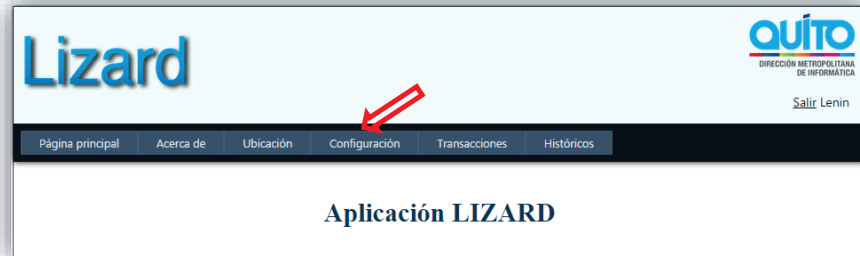 Lizard
QUITO
DIRECCIÓN METROPOLITANA
DE INFORMÁTICA
Salir Lenin
Página principal Acerca de Ubicación Configuración Transacciones Históricos
Aplicación LIZARD